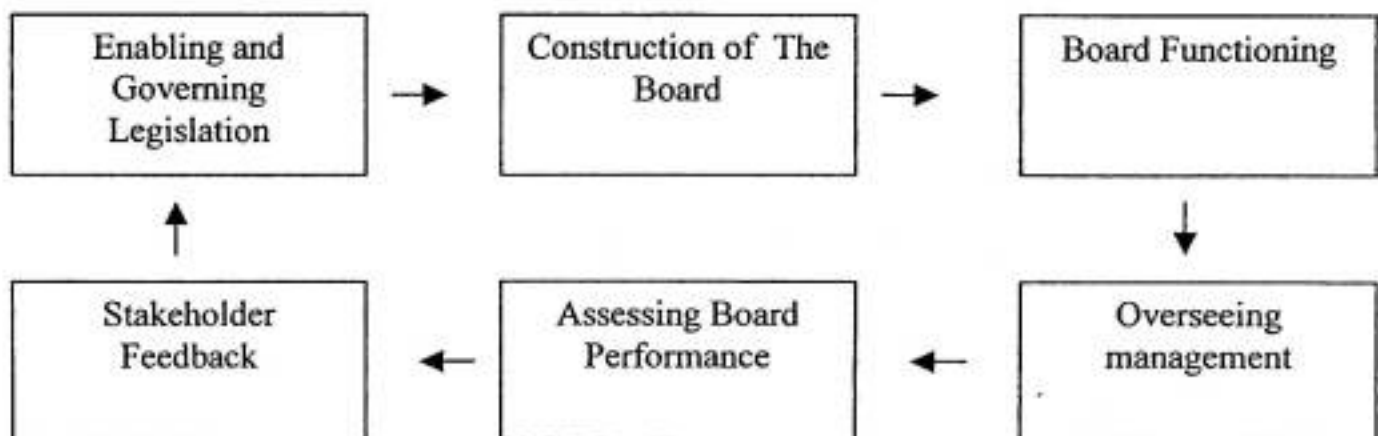 Enabling and
Governing
Legislation
Construction of The
Board
Board Functioning
Overseeing
management
Assessing Board
Performance
Stakeholder
Feedback